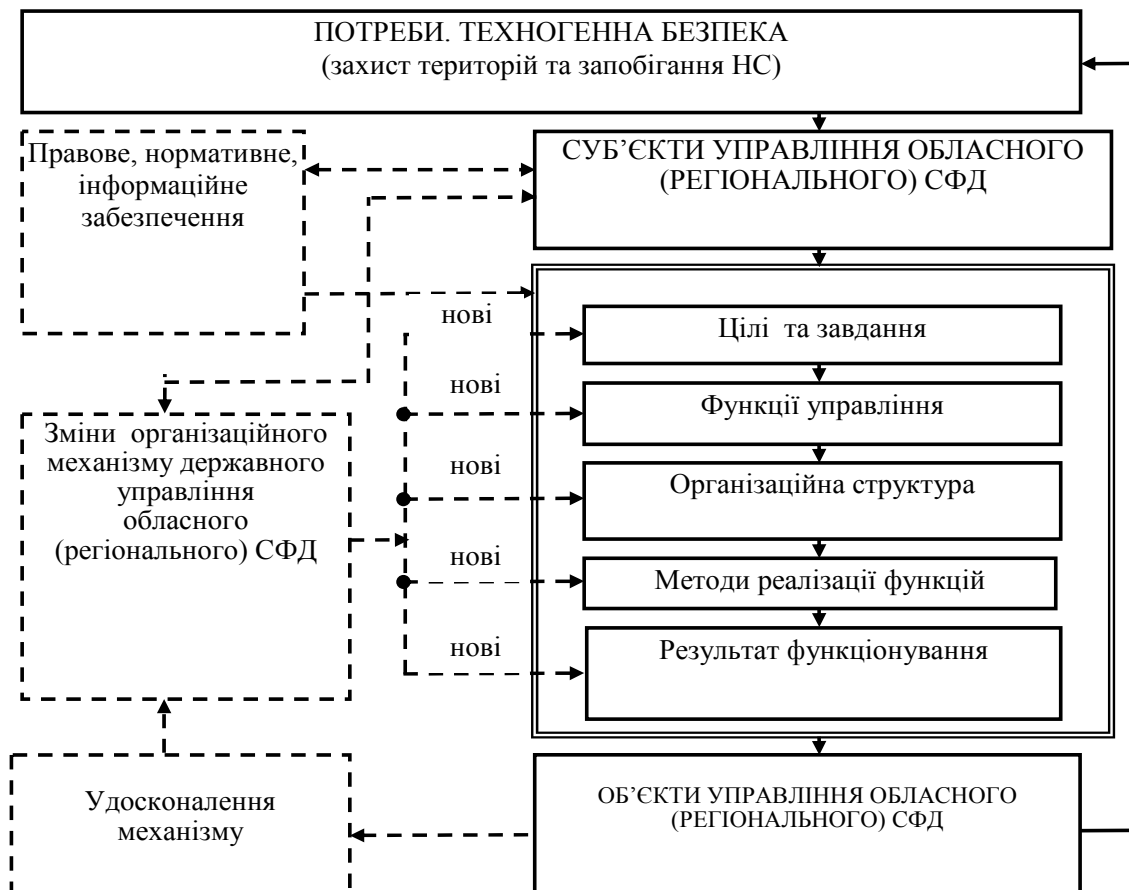 ПОТРЕБИ. ТЕХНОГЕННА БЕЗПЕКА
(захист територій та запобігання НС)
Правове, нормативне,
інформаційне
забезпечення
СУБ’ЄКТИ УПРАВЛІННЯ ОБЛАСНОГО
(РЕГІОНАЛЬНОГО) СФД
нові
Цілі та завдання
нові
Функції управління
Зміни організаційного
механізму державного
управління
обласного
(регіонального) СФД
нові
Організаційна структура
нові
Методи реалізації функцій
нові
Результат функціонування
Удосконалення
механізму
ОБ’ЄКТИ УПРАВЛІННЯ ОБЛАСНОГО
(РЕГІОНАЛЬНОГО) СФД